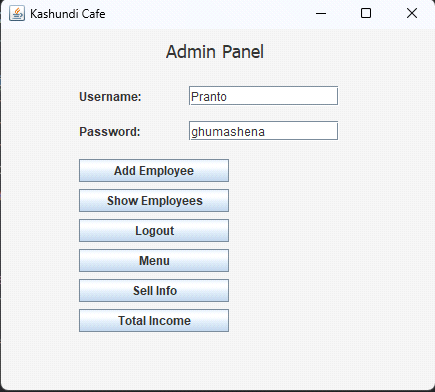 Kashundi Cafe
Admin Panel
Username: Pranto
Password: ghumashena
Add Employee
Show Employees
Logout
Menu
Sell Info
Total Income